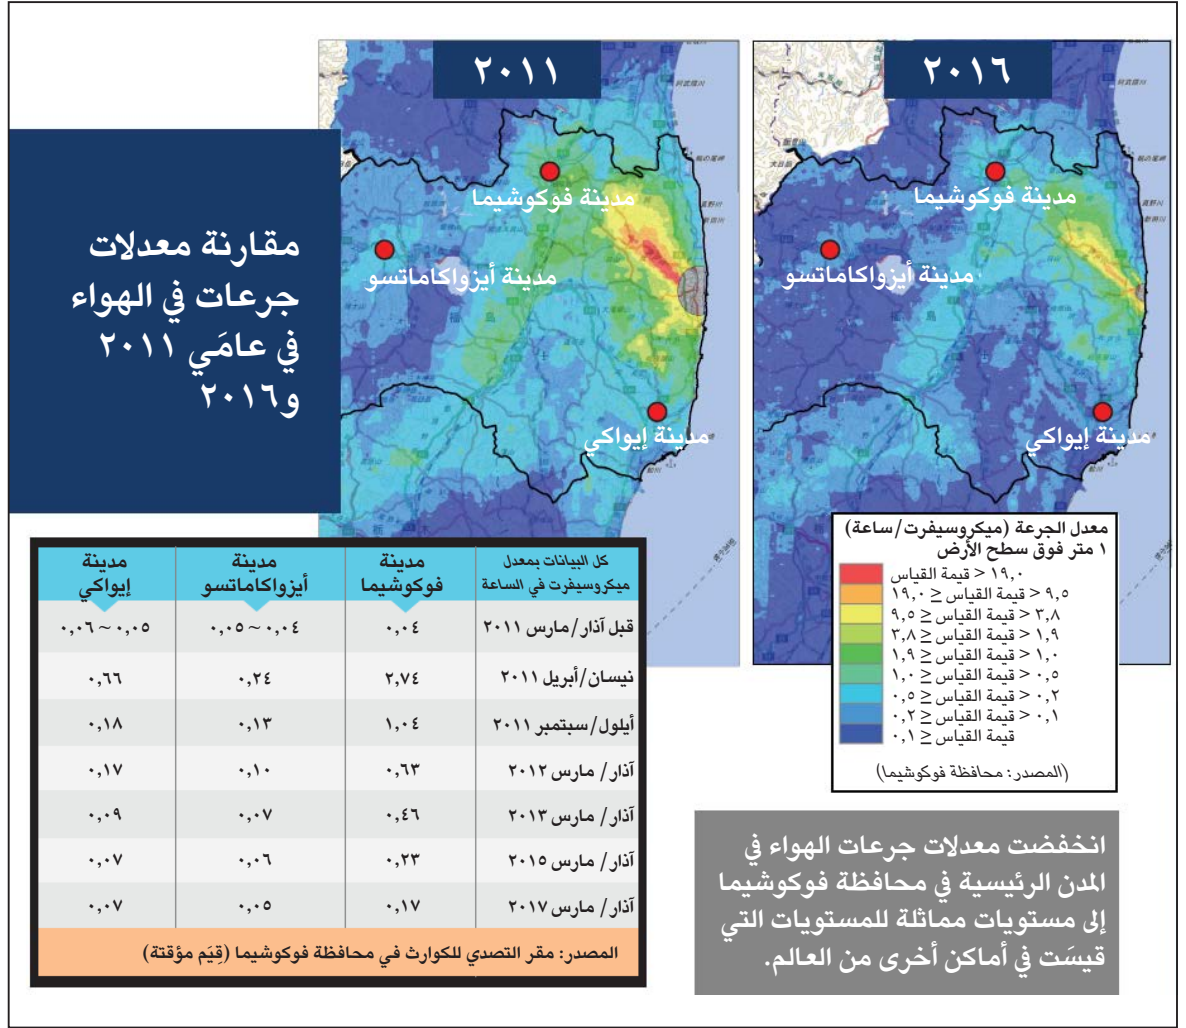 ٢٠١١
٢٠١٦
مقارنة معدلات
جرعات في الهواء
في عامَي ٢٠١١
و٢٠١٦
مدينة فوكوشيما
مدينة أيزواكاماتسو
مدينة إيواكي
福島
栃木
مدينة فوكوشيما
مدينة أيزواكاماتسو
مدينة إيواكي
福島
معدل الجرعة (ميكروسيفرت/ساعة)
١ متر فوق سطح الأرض
١٩,٠ < قيمة القياس
٩,٥ < قيمة القياس ≤ ١٩,٠
٣,٨ < قيمة القياس ≤ ٩,٥
١,٩ < قيمة القياس ≤ ٣,٨
١,٠ < قيمة القياس ≤ ١,٩
٠,٥ < قيمة القياس ≤ ١,٠
٠,٢ < قيمة القياس ≤ ٠,٥
٠,١ < قيمة القياس ≤ ٠,٢
قيمة القياس ≤ ٠,١
(المصدر: محافظة فوكوشيما)
كل البيانات بمعدل ميكروسيفرت في الساعة مدينة فوكوشيما مدينة أيزواكاماتسو مدينة إيواكي
قبل آذار/مارس ٢٠١١ ٠,٠٤ ٠,٠٤ ~ ٠,٠٥ ٠,٠٥ ~ ٠,٠٦
نيسان/أبريل ٢٠١١ ٢,٧٤ ٠,٢٤ ٠,٦٦
أيلول/سبتمبر ٢٠١١ ١,٠٤ ٠,١٣ ٠,١٨
آذار/ مارس ٢٠١٢ ٠,٦٣ ٠,١٠ ٠,١٧
آذار/ مارس ٢٠١٣ ٠,٤٦ ٠,٠٧ ٠,٠٩
آذار/ مارس ٢٠١٥ ٠,٢٣ ٠,٠٦ ٠,٠٧
آذار/ مارس ٢٠١٧ ٠,١٧ ٠,٠٥ ٠,٠٧
المصدر: مقر التصدي للكوارث في محافظة فوكوشيما (قِيَم مؤقتة)
انخفضت معدلات جرعات الهواء في
المدن الرئيسية في محافظة فوكوشيما
إلى مستويات مماثلة للمستويات التي
قيسَت في أماكن أخرى من العالم.